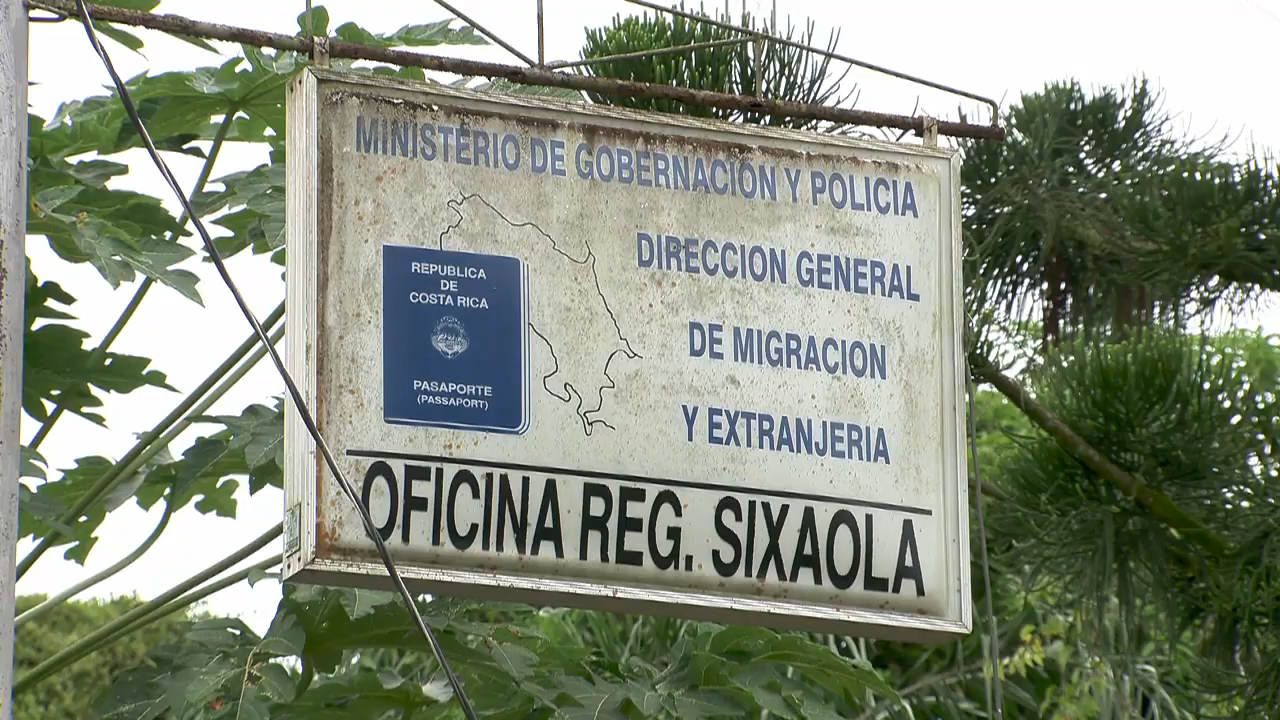 MINISTERIO DE GOBERNACION Y POLICIA
DIRECCION GENERAL
DE MIGRACION
Y EXTRANJERIA
REPUBLICA
DE
COSTA RICA
PASAPORTE
(PASSAPORT)
OFICINA REG. SIXAOLA